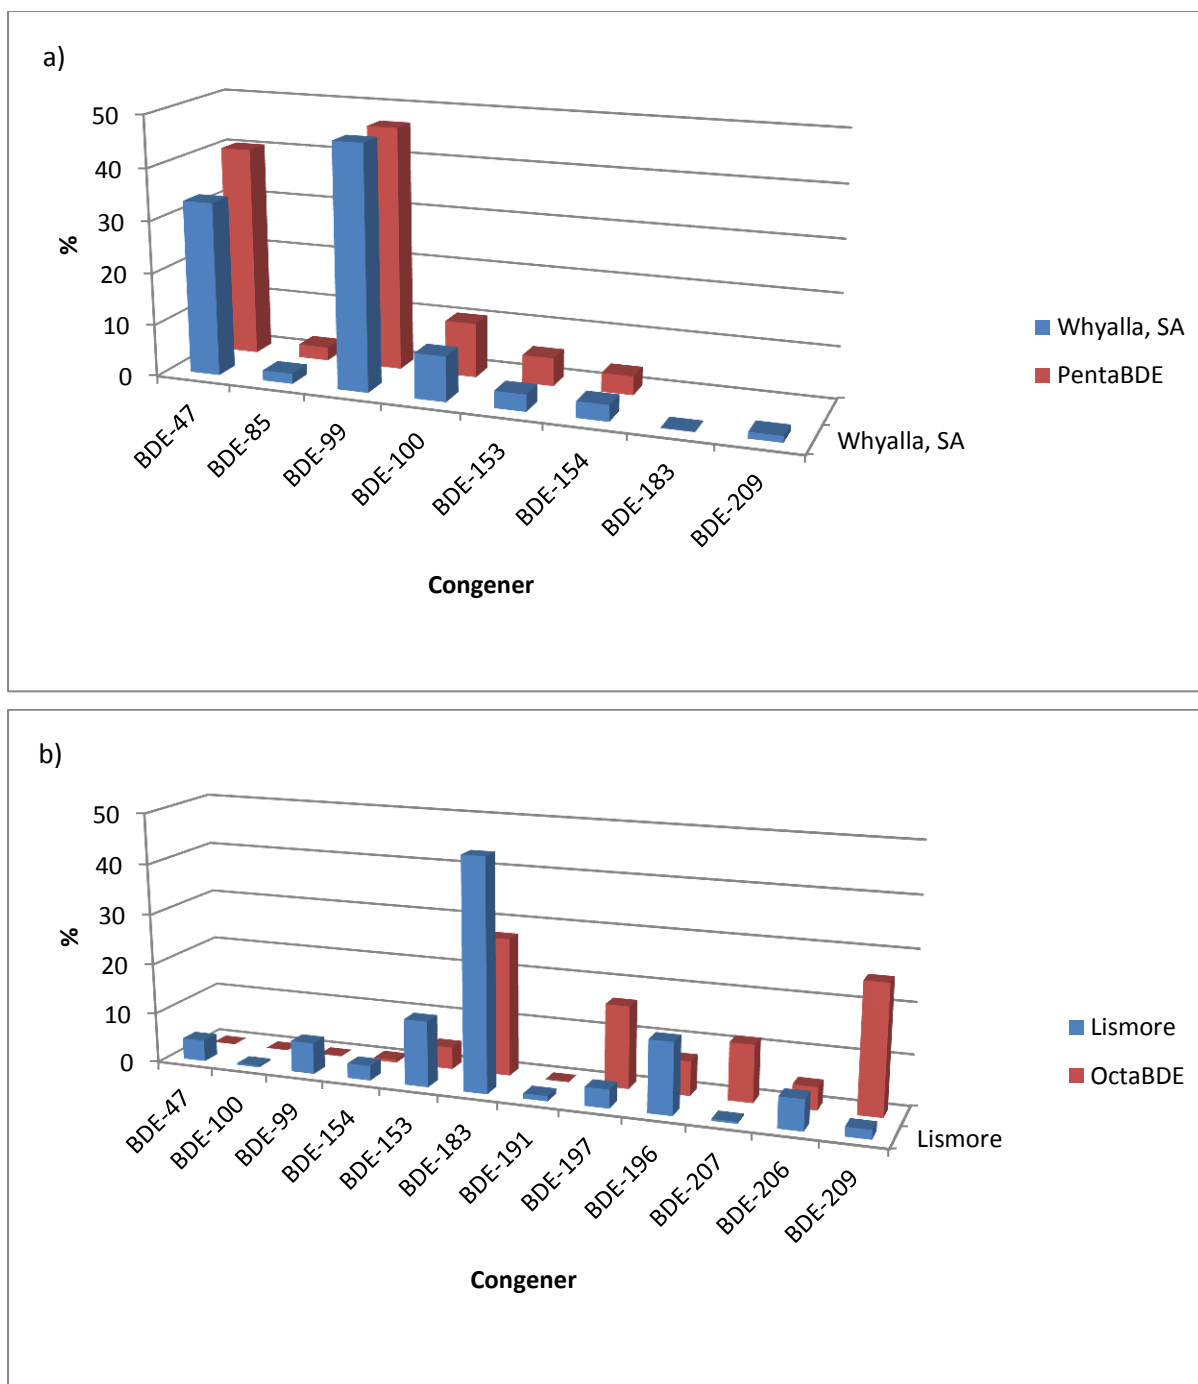 a)
50
40
30
20
10
0
%
BDE-47
BDE-85
BDE-99
BDE-100
BDE-153
BDE-154
BDE-183
BDE-209
Whyalla, SA
Congener
Whyalla, SA
PentaBDE
b)
50
40
30
20
10
0
%
BDE-47
BDE-100
BDE-99
BDE-154
BDE-153
BDE-183
BDE-191
BDE-197
BDE-196
BDE-207
BDE-206
BDE-209
Lismore
Congener
Lismore
OctaBDE